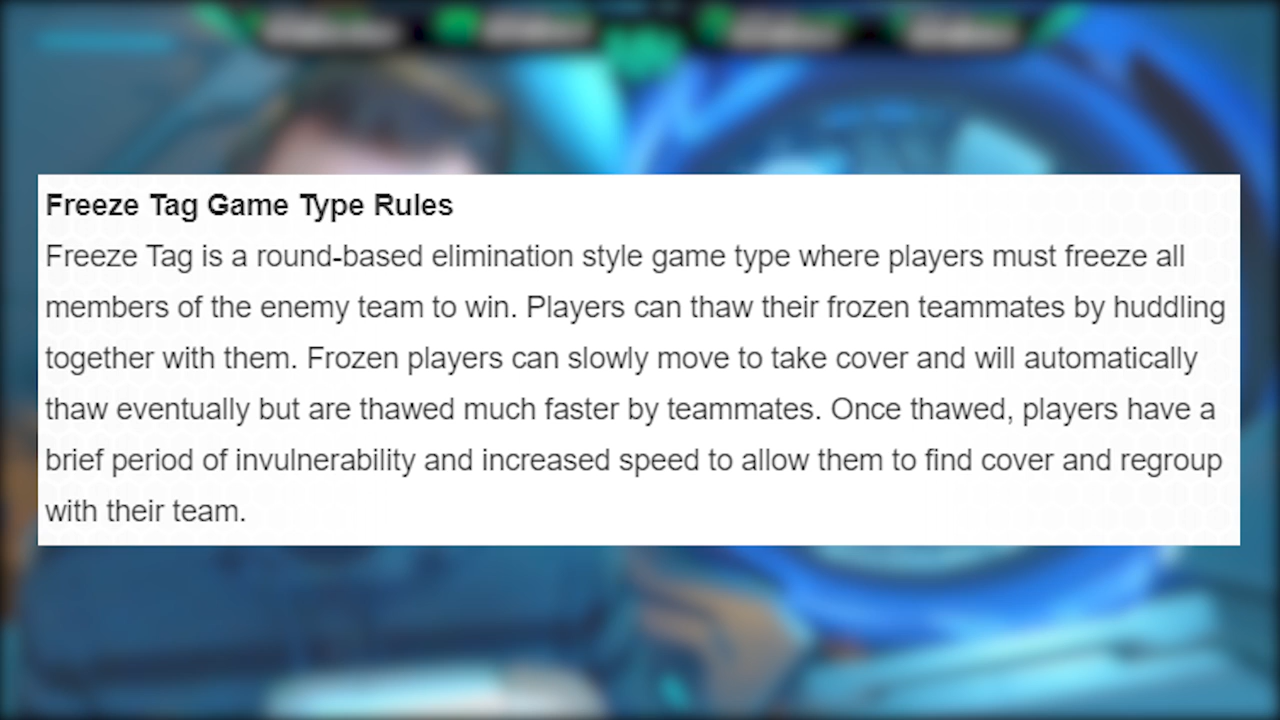 Freeze Tag Game Type Rules
Freeze Tag is a round-based elimination style game type where players must freeze all
members of the enemy team to win. Players can thaw their frozen teammates by huddling
together with them. Frozen players can slowly move to take cover and will automatically
thaw eventually but are thawed much faster by teammates. Once thawed, players have a
brief period of invulnerability and increased speed to allow them to find cover and regroup
with their team.